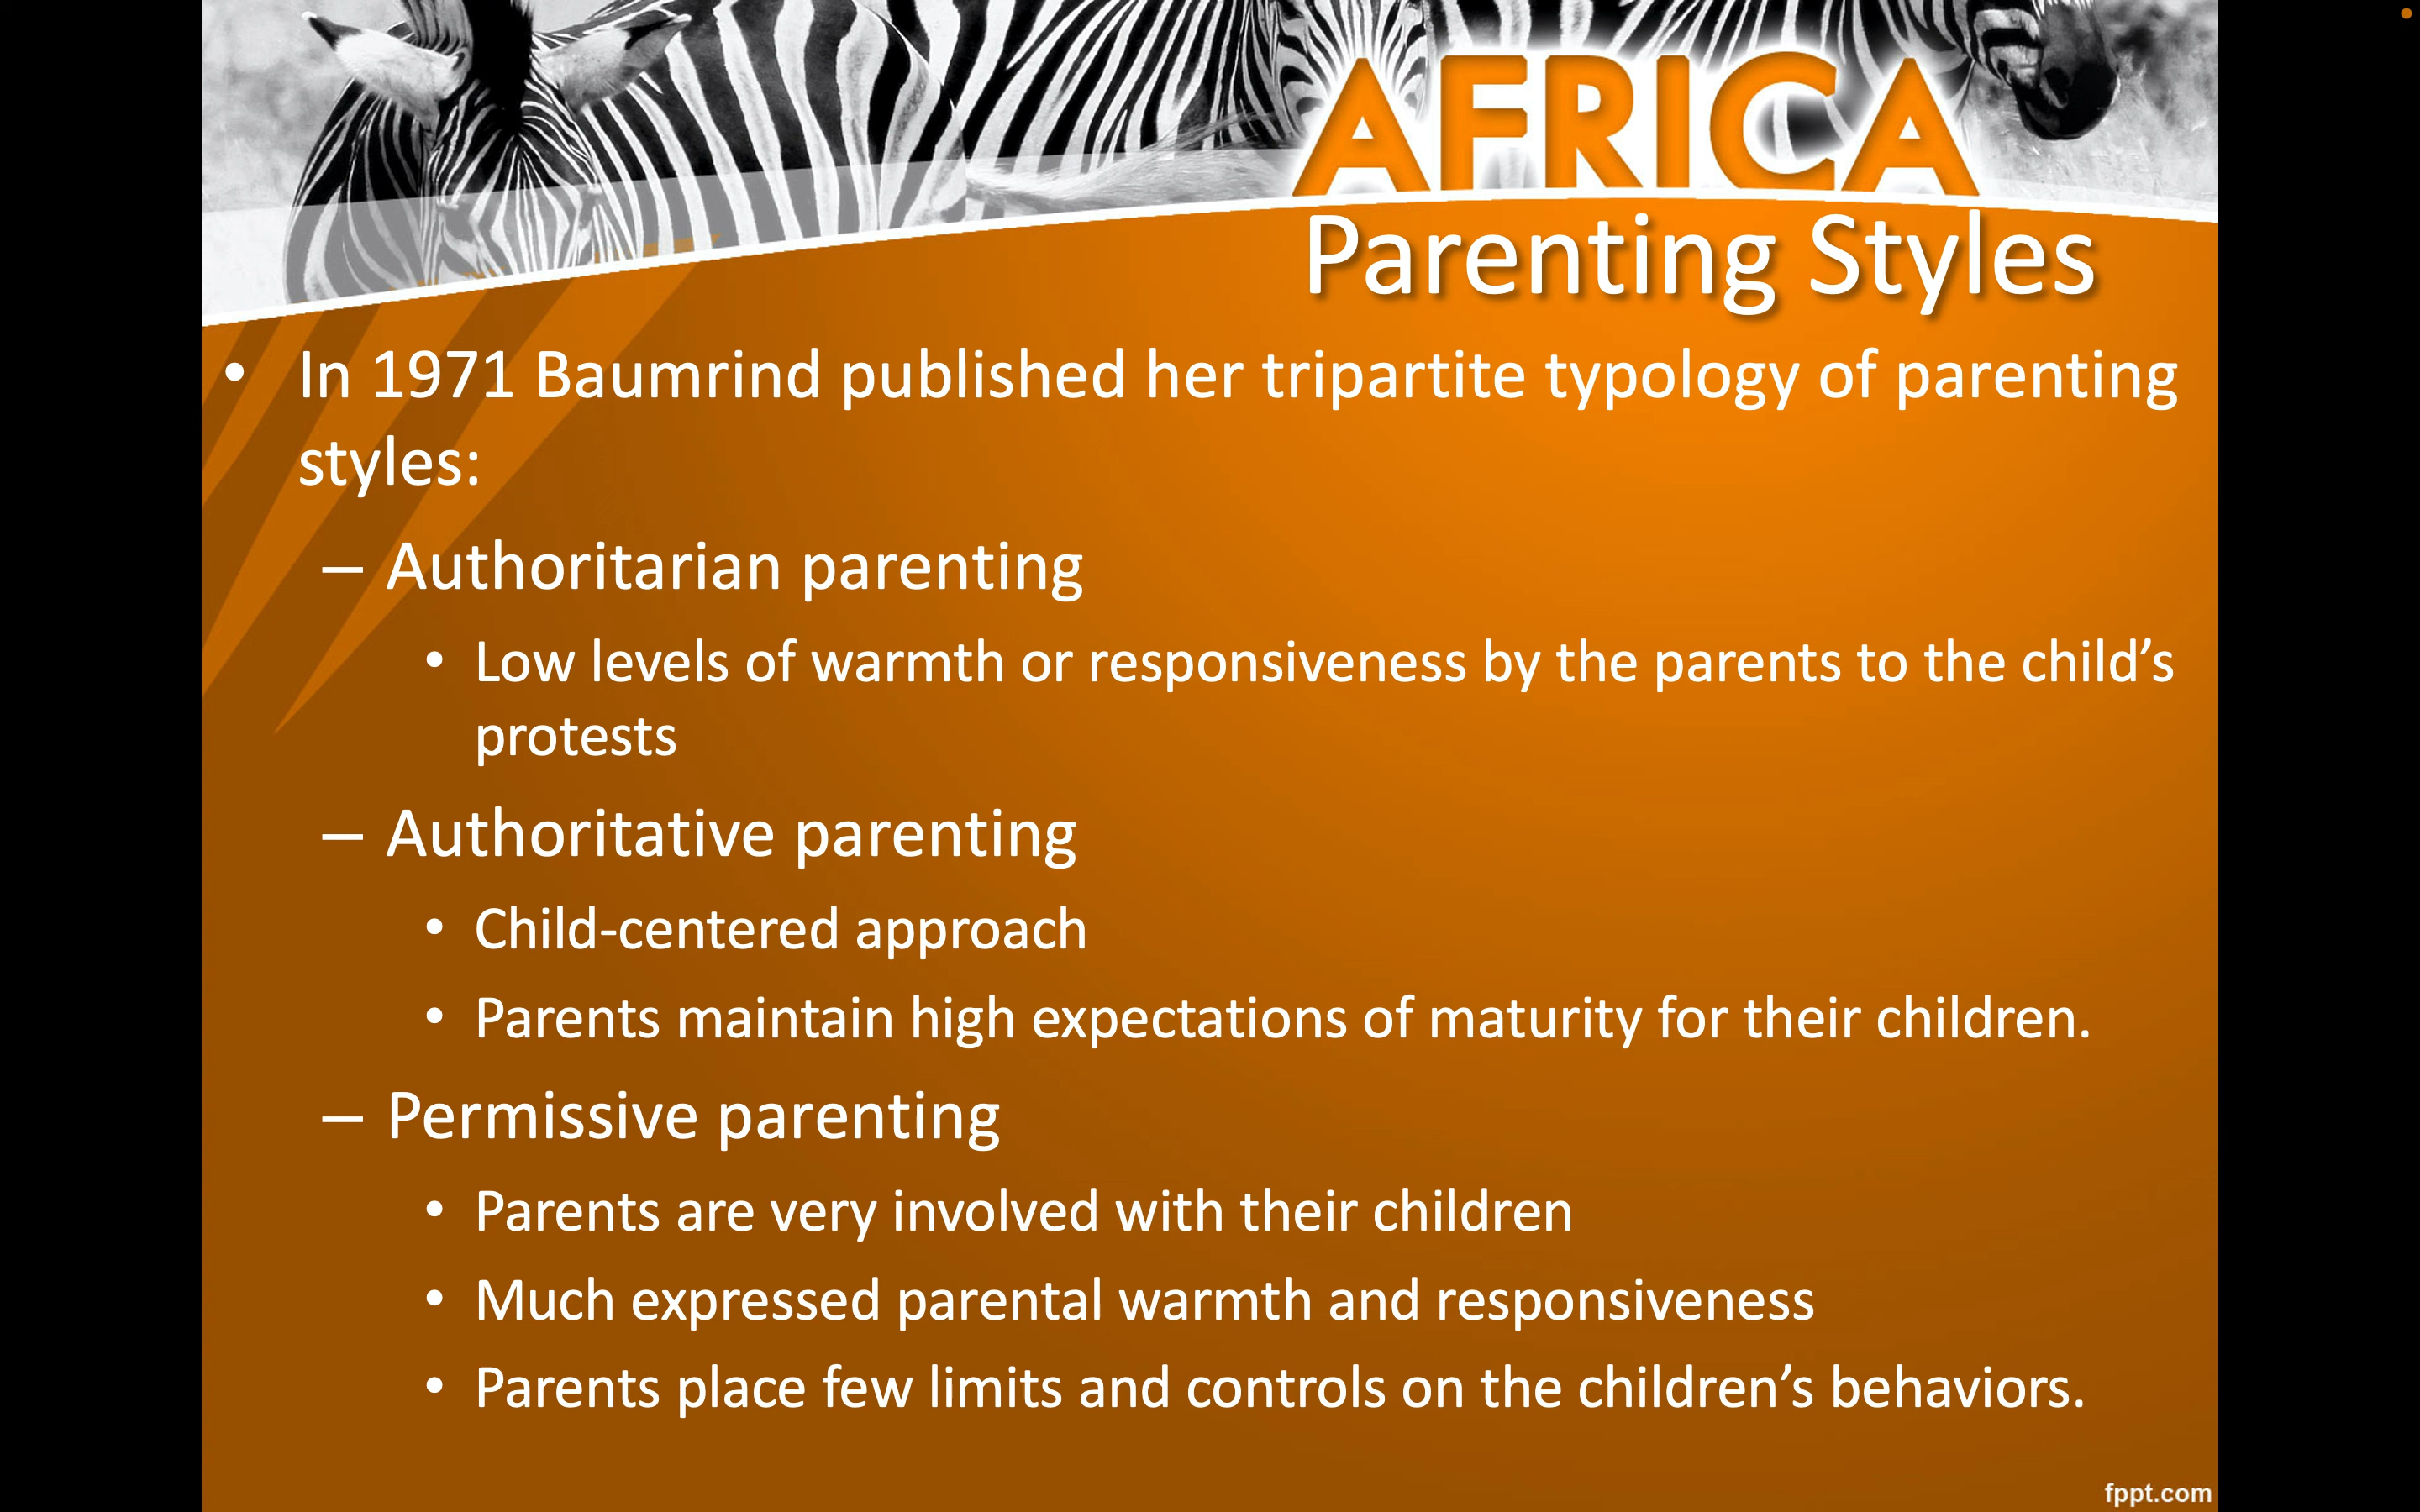 AFRICA
Parenting Styles
• In 1971 Baumrind published her tripartite typology of parenting
styles:
– Authoritarian parenting
• Low levels of warmth or responsiveness by the parents to the child’s
protests
– Authoritative parenting
• Child-centered approach
• Parents maintain high expectations of maturity for their children.
– Permissive parenting
• Parents are very involved with their children
• Much expressed parental warmth and responsiveness
• Parents place few limits and controls on the children’s behaviors.
fppt.com